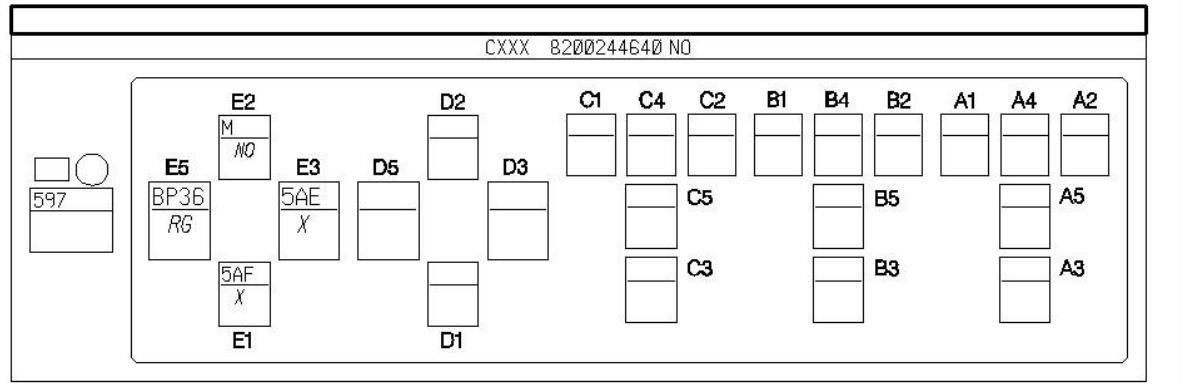 CXXX 8200244640 NO
E2 D2 C1 C4 C2 B1 B4 B2 A1 A4 A2
M
NO
E5 E3 D5 D3
597 BP36 5AE C5 B5 A5
RG X
5AF C3 B3 A3
X
E1 D1